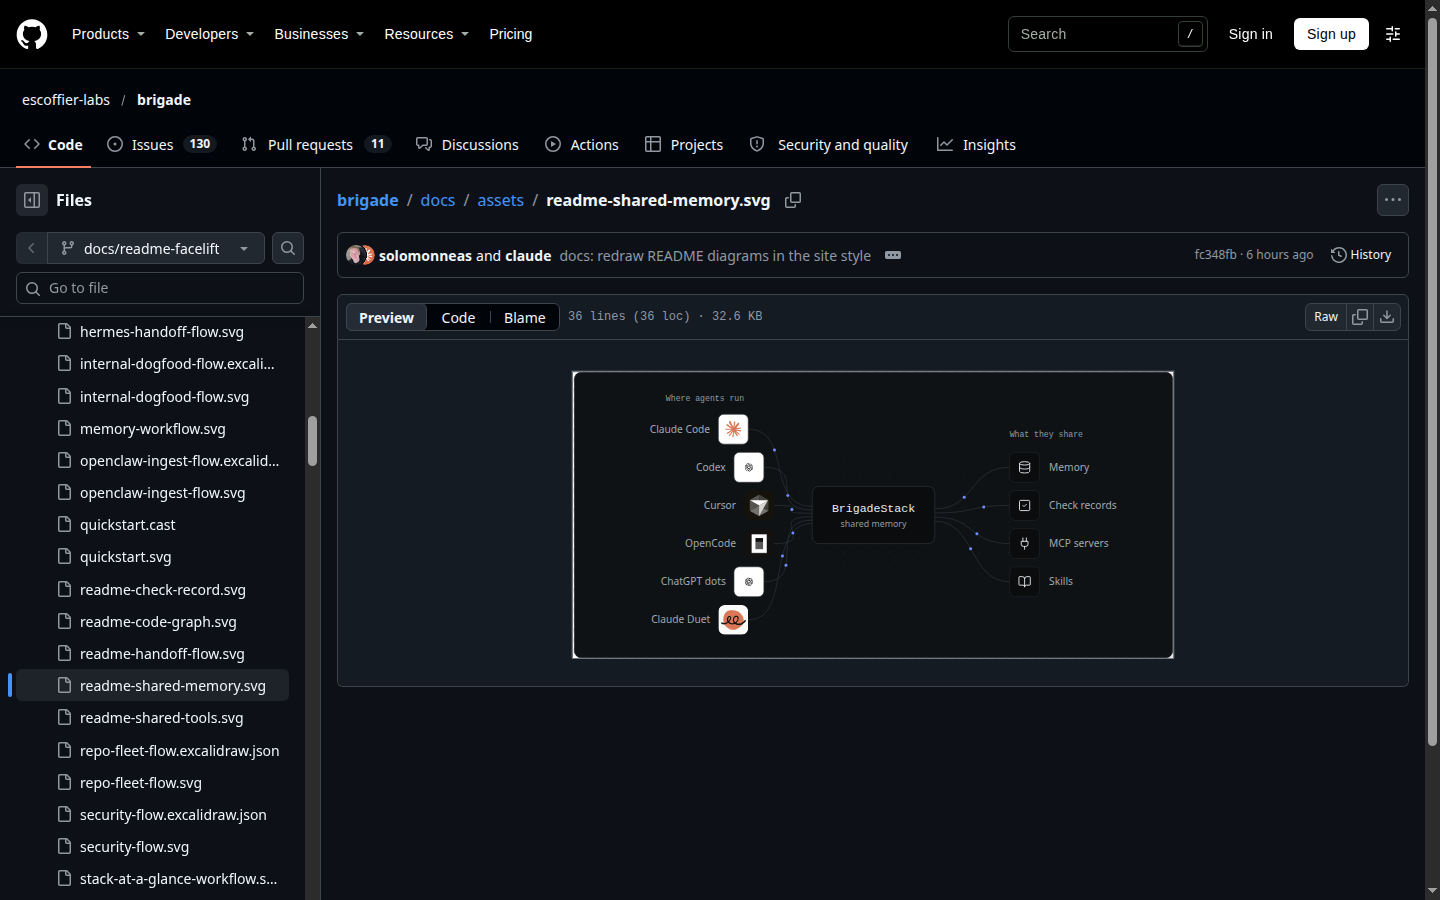 Products
Developers
Businesses
Resources
Pricing
Search
/
Sign in
Sign up
escoffier-labs / brigade
Code
Issues 130
Pull requests 11
Discussions
Actions
Projects
Security and quality
Insights
Files
docs/readme-facelift
Go to file
hermes-handoff-flow.svg
internal-dogfood-flow.excali...
internal-dogfood-flow.svg
memory-workflow.svg
openclaw-ingest-flow.excalid...
openclaw-ingest-flow.svg
quickstart.cast
quickstart.svg
readme-check-record.svg
readme-code-graph.svg
readme-handoff-flow.svg
readme-shared-memory.svg
readme-shared-tools.svg
repo-fleet-flow.excalidraw.json
repo-fleet-flow.svg
security-flow.excalidraw.json
security-flow.svg
stack-at-a-glance-workflow.s...
brigade / docs / assets / readme-shared-memory.svg
solomonneas and claude docs: redraw README diagrams in the site style
fc348fb · 6 hours ago
History
Preview
Code
Blame
36 lines (36 loc) · 32.6 KB
Raw
Where agents run
Claude Code
Codex
Cursor
OpenCode
ChatGPT dots
Claude Duet
BrigadeStack
shared memory
What they share
Memory
Check records
MCP servers
Skills